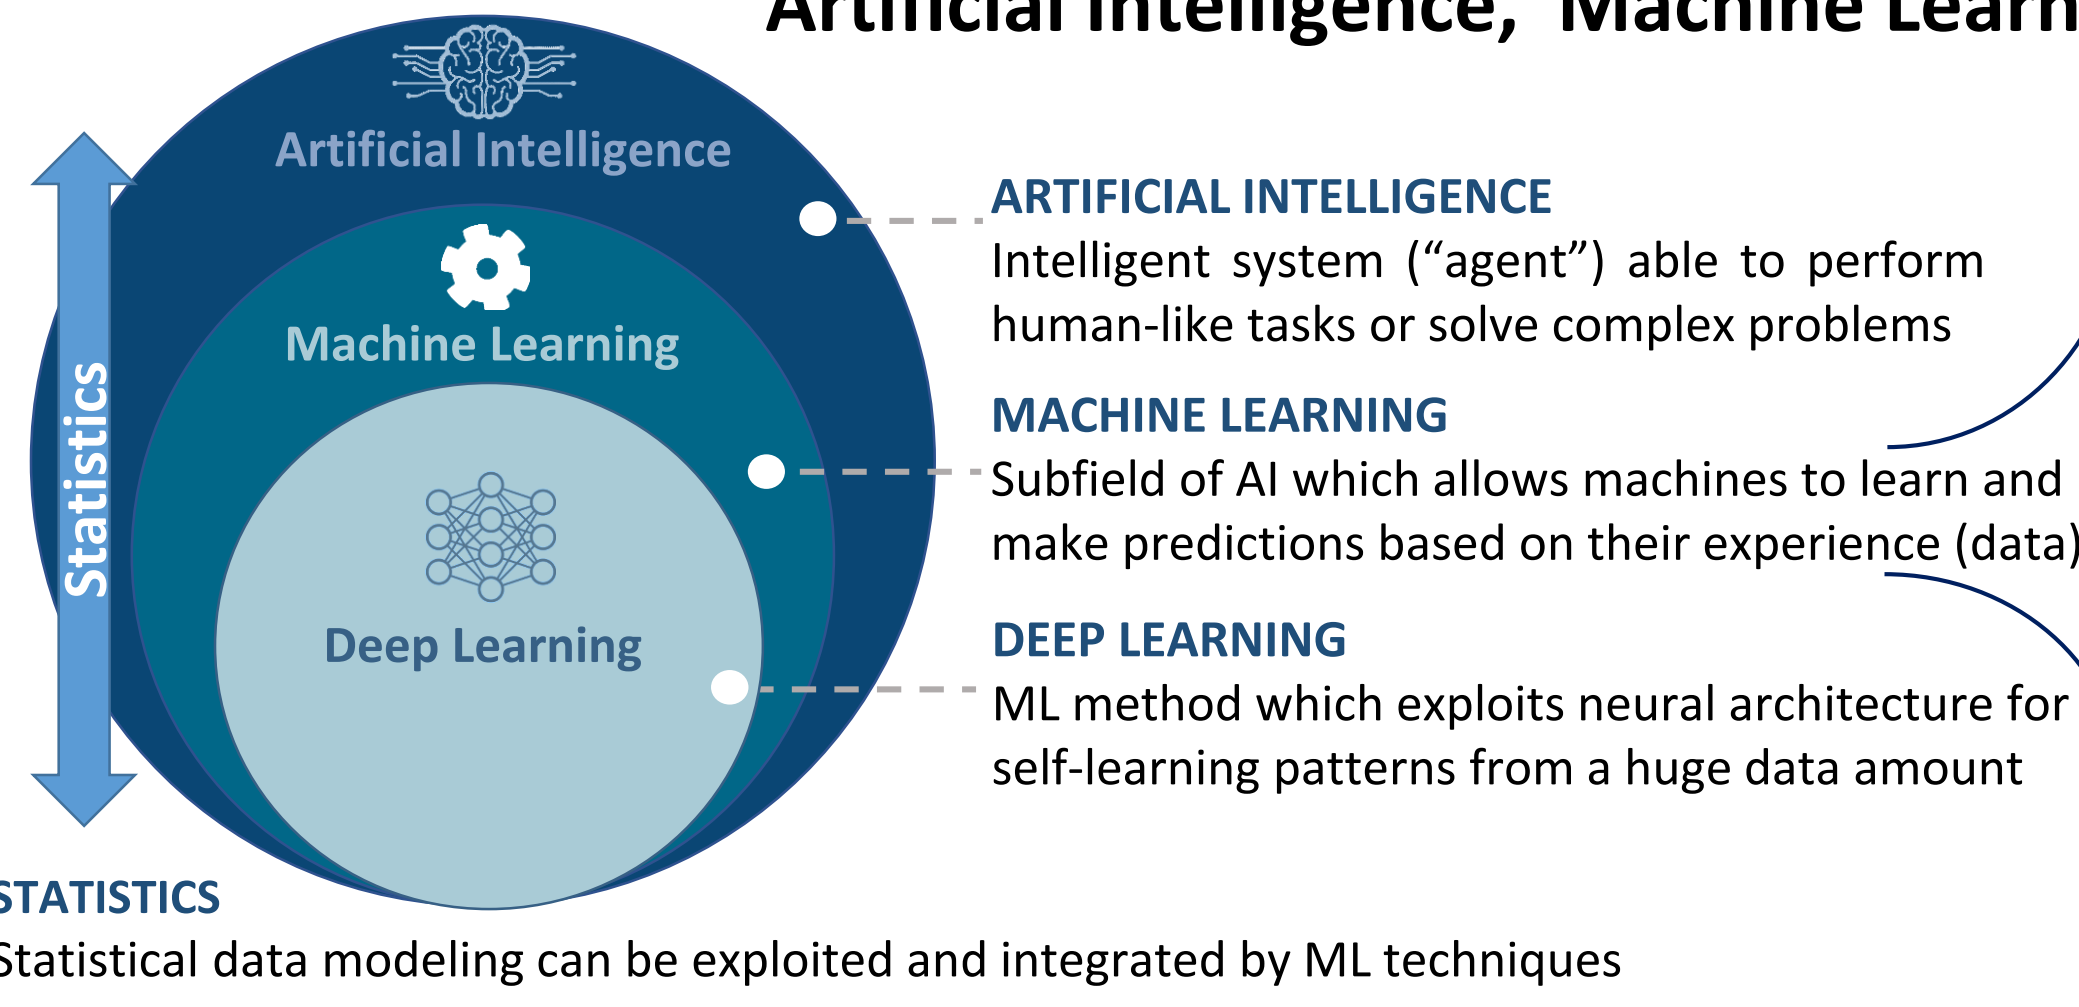 Artificial Intelligence, Machine Learn
Artificial Intelligence
Machine Learning
Deep Learning
Statistics
ARTIFICIAL INTELLIGENCE
Intelligent system (“agent”) able to perform
human-like tasks or solve complex problems
MACHINE LEARNING
Subfield of AI which allows machines to learn and
make predictions based on their experience (data)
DEEP LEARNING
ML method which exploits neural architecture for
self-learning patterns from a huge data amount
STATISTICS
Statistical data modeling can be exploited and integrated by ML techniques